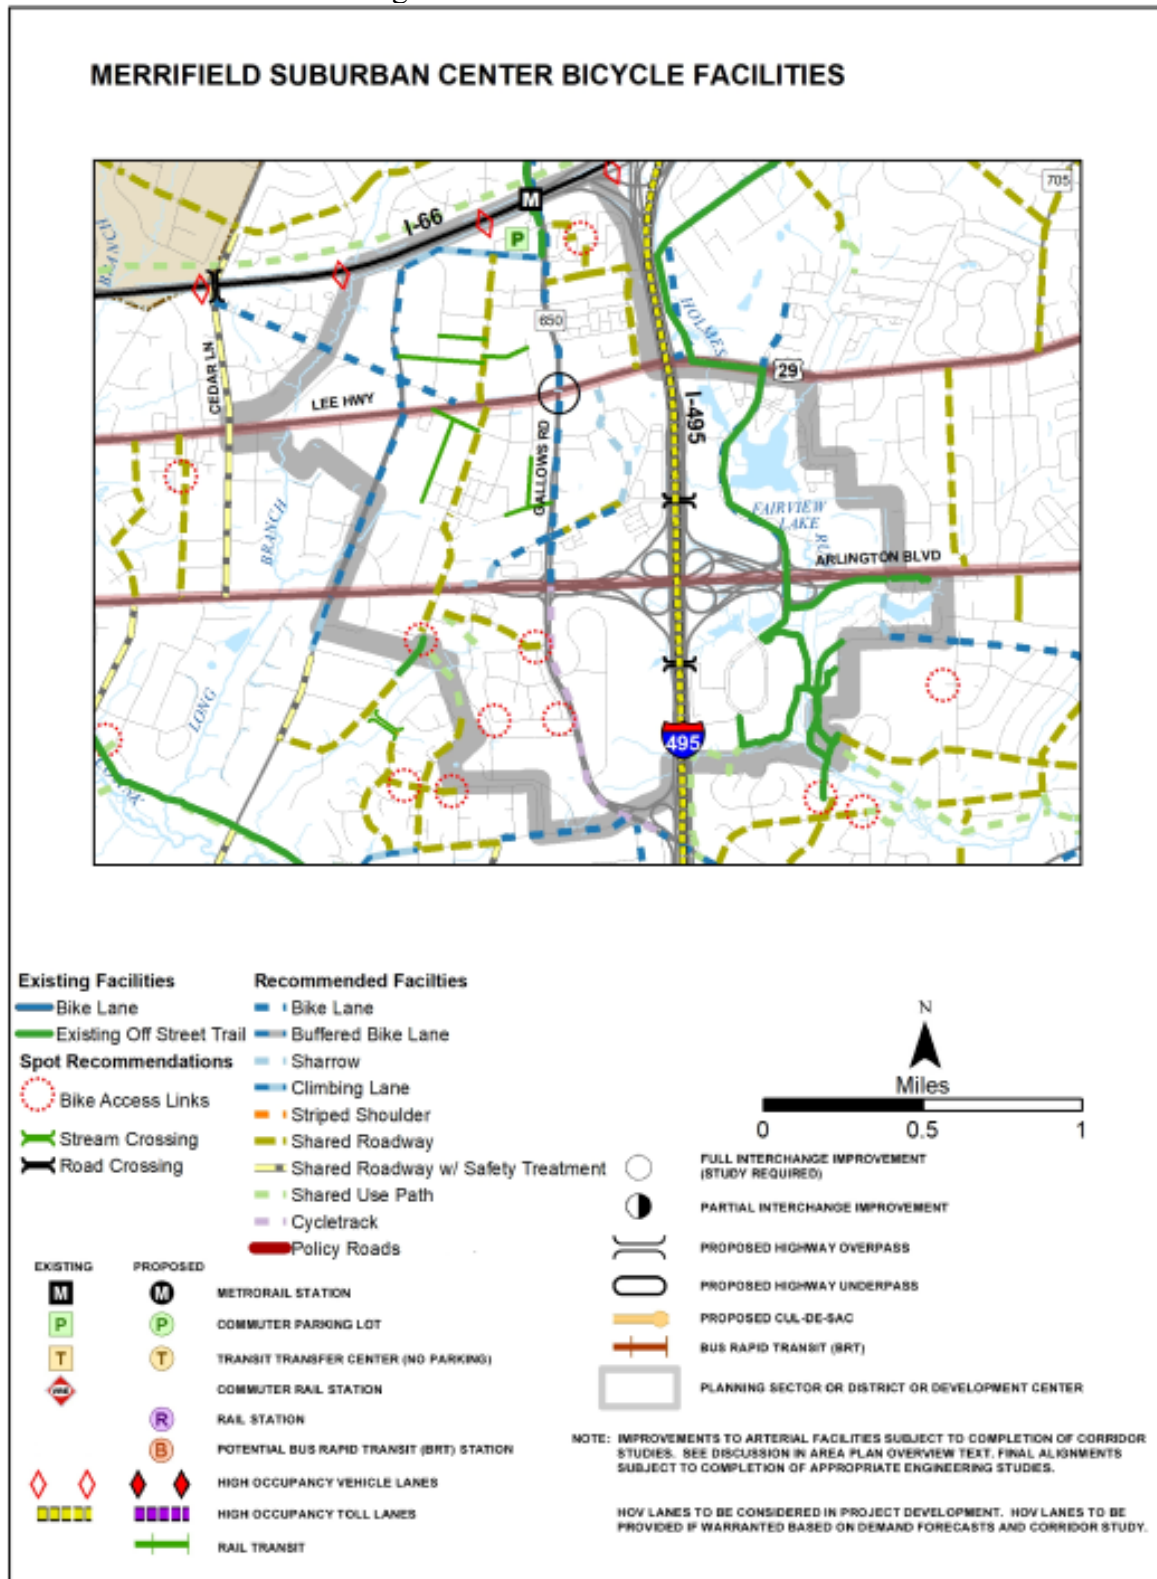 MERRIFIELD SUBURBAN CENTER BICYCLE FACILITIES
705
BRANCH
M
I-66
P
650
HOLMES
29
CEDAR LN
LEE HWY
I-495
GALLOWS RD
BRANCH
FAIRVIEW
LAKE
ARLINGTON BLVD
LONG
495
Existing Facilities
Bike Lane
Existing Off Street Trail
Spot Recommendations
Bike Access Links
Stream Crossing
Road Crossing
Recommended Facilties
Bike Lane
Buffered Bike Lane
Sharrow
Climbing Lane
Striped Shoulder
Shared Roadway
Shared Roadway w/ Safety Treatment
Shared Use Path
Cycletrack
Policy Roads
N
Miles
0 0.5 1
EXISTING PROPOSED
M M METRORAIL STATION
P P COMMUTER PARKING LOT
T T TRANSIT TRANSFER CENTER (NO PARKING)
COMMUTER RAIL STATION
R RAIL STATION
B POTENTIAL BUS RAPID TRANSIT (BRT) STATION
HIGH OCCUPANCY VEHICLE LANES
HIGH OCCUPANCY TOLL LANES
RAIL TRANSIT
FULL INTERCHANGE IMPROVEMENT
(STUDY REQUIRED)
PARTIAL INTERCHANGE IMPROVEMENT
PROPOSED HIGHWAY OVERPASS
PROPOSED HIGHWAY UNDERPASS
PROPOSED CUL-DE-SAC
BUS RAPID TRANSIT (BRT)
PLANNING SECTOR OR DISTRICT OR DEVELOPMENT CENTER
NOTE: IMPROVEMENTS TO ARTERIAL FACILITIES SUBJECT TO COMPLETION OF CORRIDOR
STUDIES. SEE DISCUSSION IN AREA PLAN OVERVIEW TEXT. FINAL ALIGNMENTS
SUBJECT TO COMPLETION OF APPROPRIATE ENGINEERING STUDIES.
HOV LANES TO BE CONSIDERED IN PROJECT DEVELOPMENT. HOV LANES TO BE
PROVIDED IF WARRANTED BASED ON DEMAND FORECASTS AND CORRIDOR STUDY.